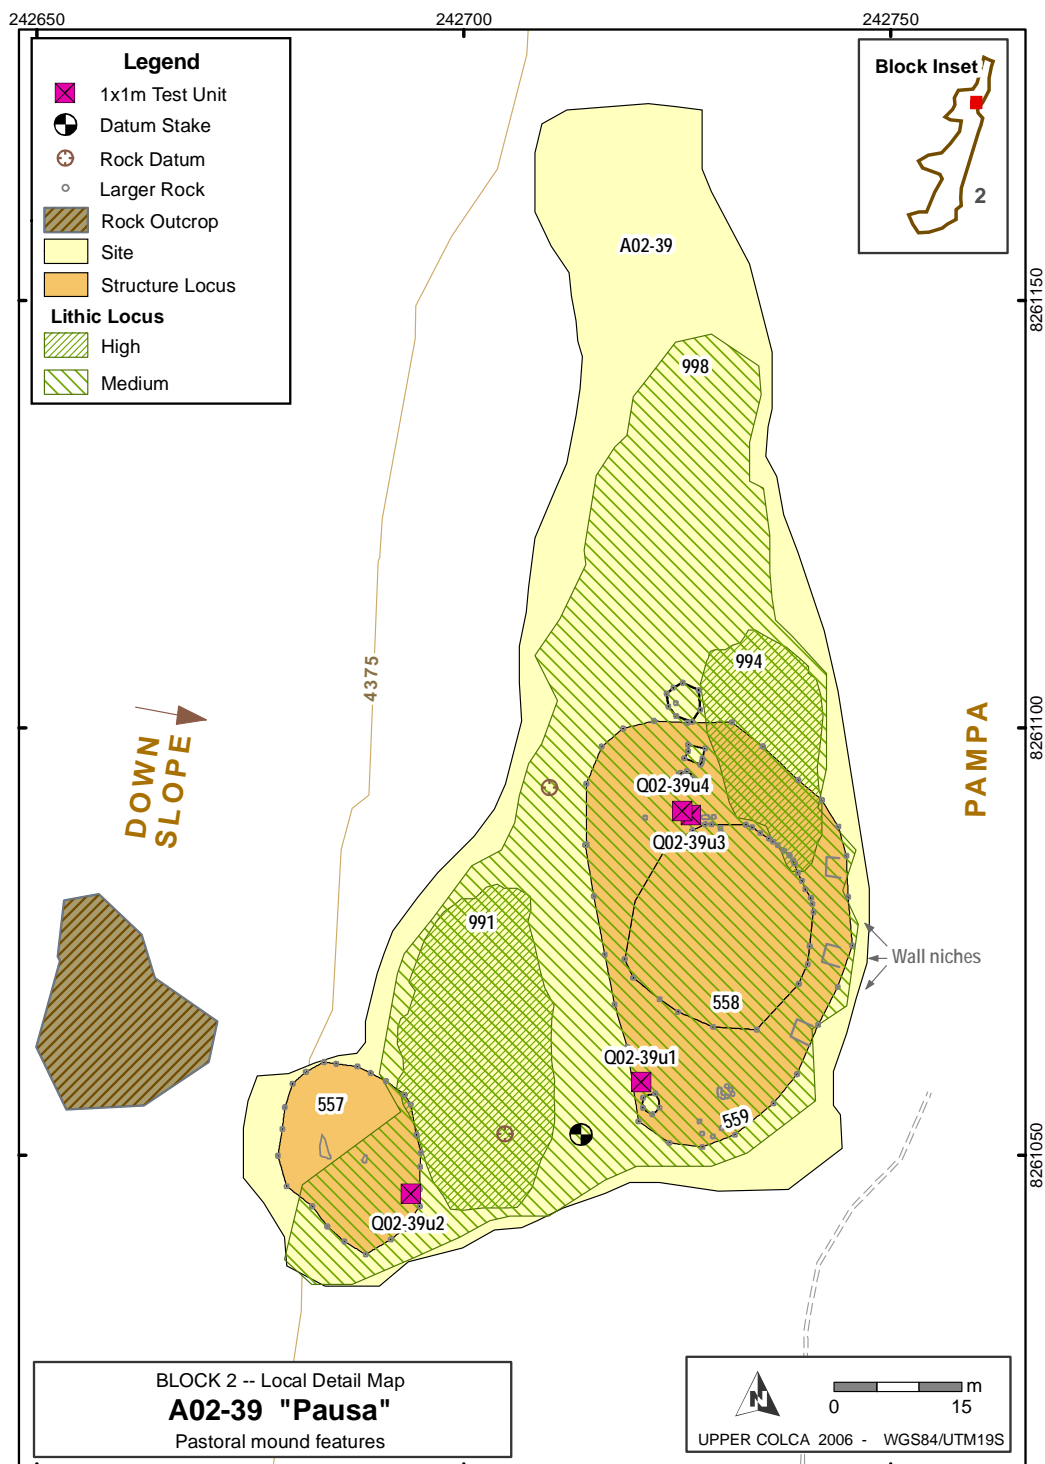 242650
242700
242750
Legend
1x1m Test Unit
Datum Stake
Rock Datum
Larger Rock
Rock Outcrop
Site
Structure Locus
Lithic Locus
High
Medium
Block Inset
2
A02-39
8261150
998
4375
994
8261100
PAMPA
DOWN
SLOPE
Q02-39u4
Q02-39u3
991
Wall niches
558
Q02-39u1
557
559
8261050
Q02-39u2
BLOCK 2 -- Local Detail Map
A02-39 "Pausa"
Pastoral mound features
N
m
0 15
UPPER COLCA 2006 - WGS84/UTM19S